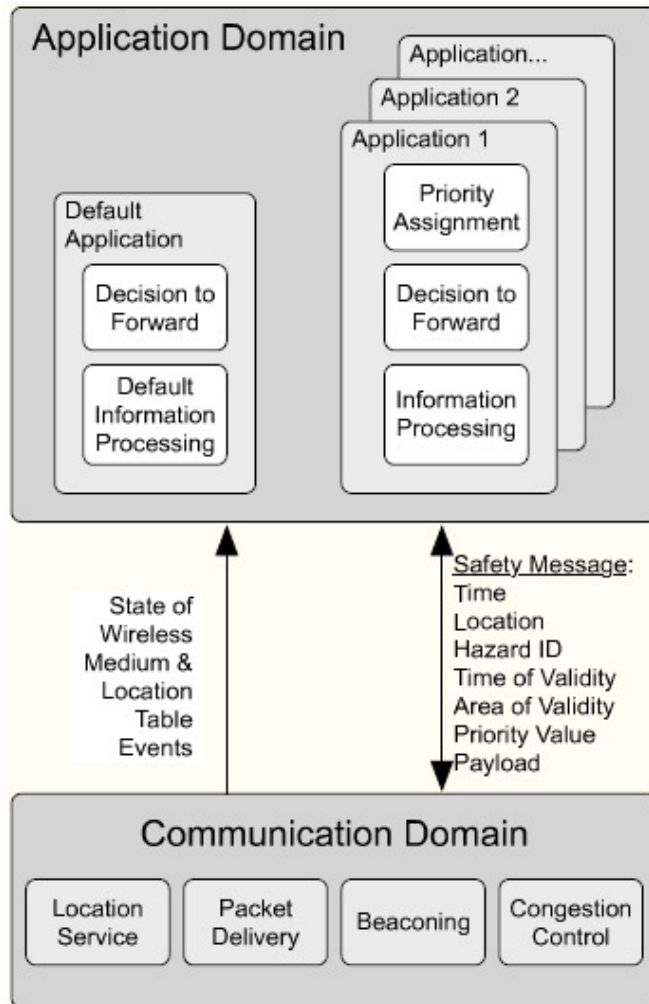 Application Domain
Application...
Application 2
Application 1
Priority
Assignment
Decision to
Forward
Information
Processing
Default
Application
Decision to
Forward
Default
Information
Processing
State of
Wireless
Medium &
Location
Table
Events
Safety Message:
Time
Location
Hazard ID
Time of Validity
Area of Validity
Priority Value
Payload
Communication Domain
Location
Service
Packet
Delivery
Beaconing
Congestion
Control